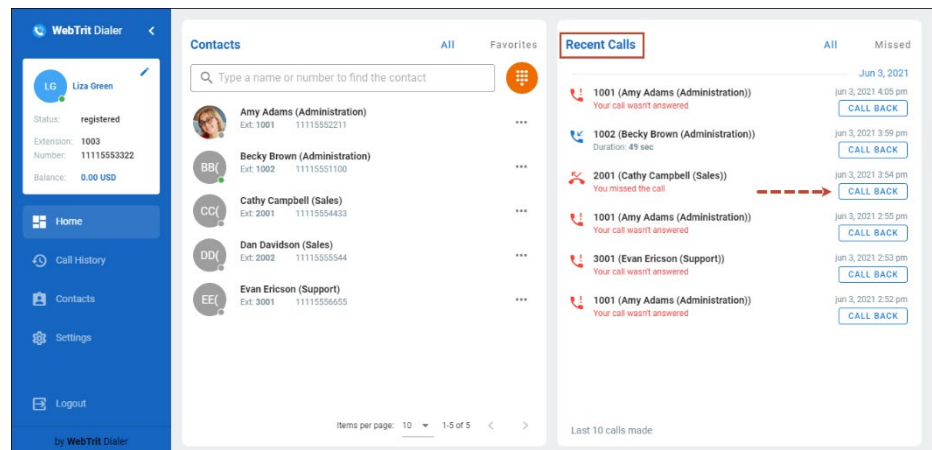 WebTrit Dialer
LG
Liza Green
Status: registered
Extension: 1003
Number: 11115553322
Balance: 0.00 USD
Home
Call History
Contacts
Settings
Logout
by WebTrit Dialer
Contacts All Favorites
Type a name or number to find the contact
Amy Adams (Administration)
Ext: 1001 11115552211
BB(
Becky Brown (Administration)
Ext: 1002 11115551100
CC(
Cathy Campbell (Sales)
Ext: 2001 11115554433
DD(
Dan Davidson (Sales)
Ext: 2002 11115555544
EE(
Evan Ericson (Support)
Ext: 3001 11115556655
Items per page: 10 1-5 of 5
Recent Calls All Missed
Jun 3, 2021
1001 (Amy Adams (Administration)) jun 3, 2021 4:05 pm
Your call wasn't answered CALL BACK
1002 (Becky Brown (Administration)) jun 3, 2021 3:59 pm
Duration: 49 sec CALL BACK
2001 (Cathy Campbell (Sales)) jun 3, 2021 3:54 pm
You missed the call CALL BACK
1001 (Amy Adams (Administration)) jun 3, 2021 2:55 pm
Your call wasn't answered CALL BACK
3001 (Evan Ericson (Support)) jun 3, 2021 2:53 pm
Your call wasn't answered CALL BACK
1001 (Amy Adams (Administration)) jun 3, 2021 2:52 pm
Your call wasn't answered CALL BACK
Last 10 calls made